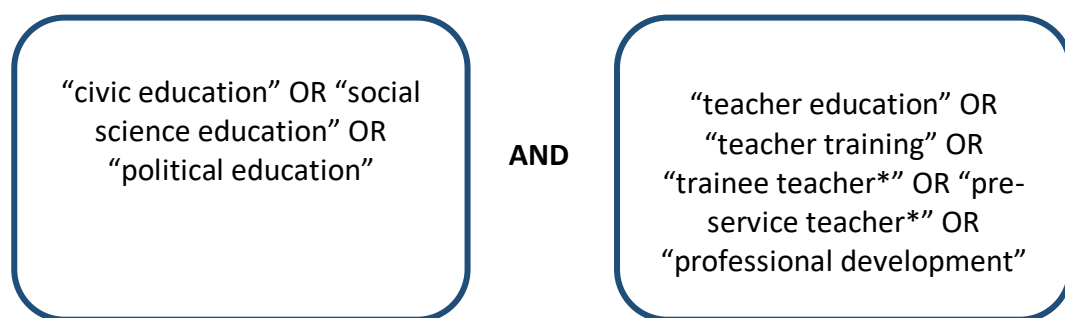 “civic education” OR “social
science education” OR
“political education”
AND
“teacher education” OR
“teacher training” OR
“trainee teacher*” OR “pre-
service teacher*” OR
“professional development”